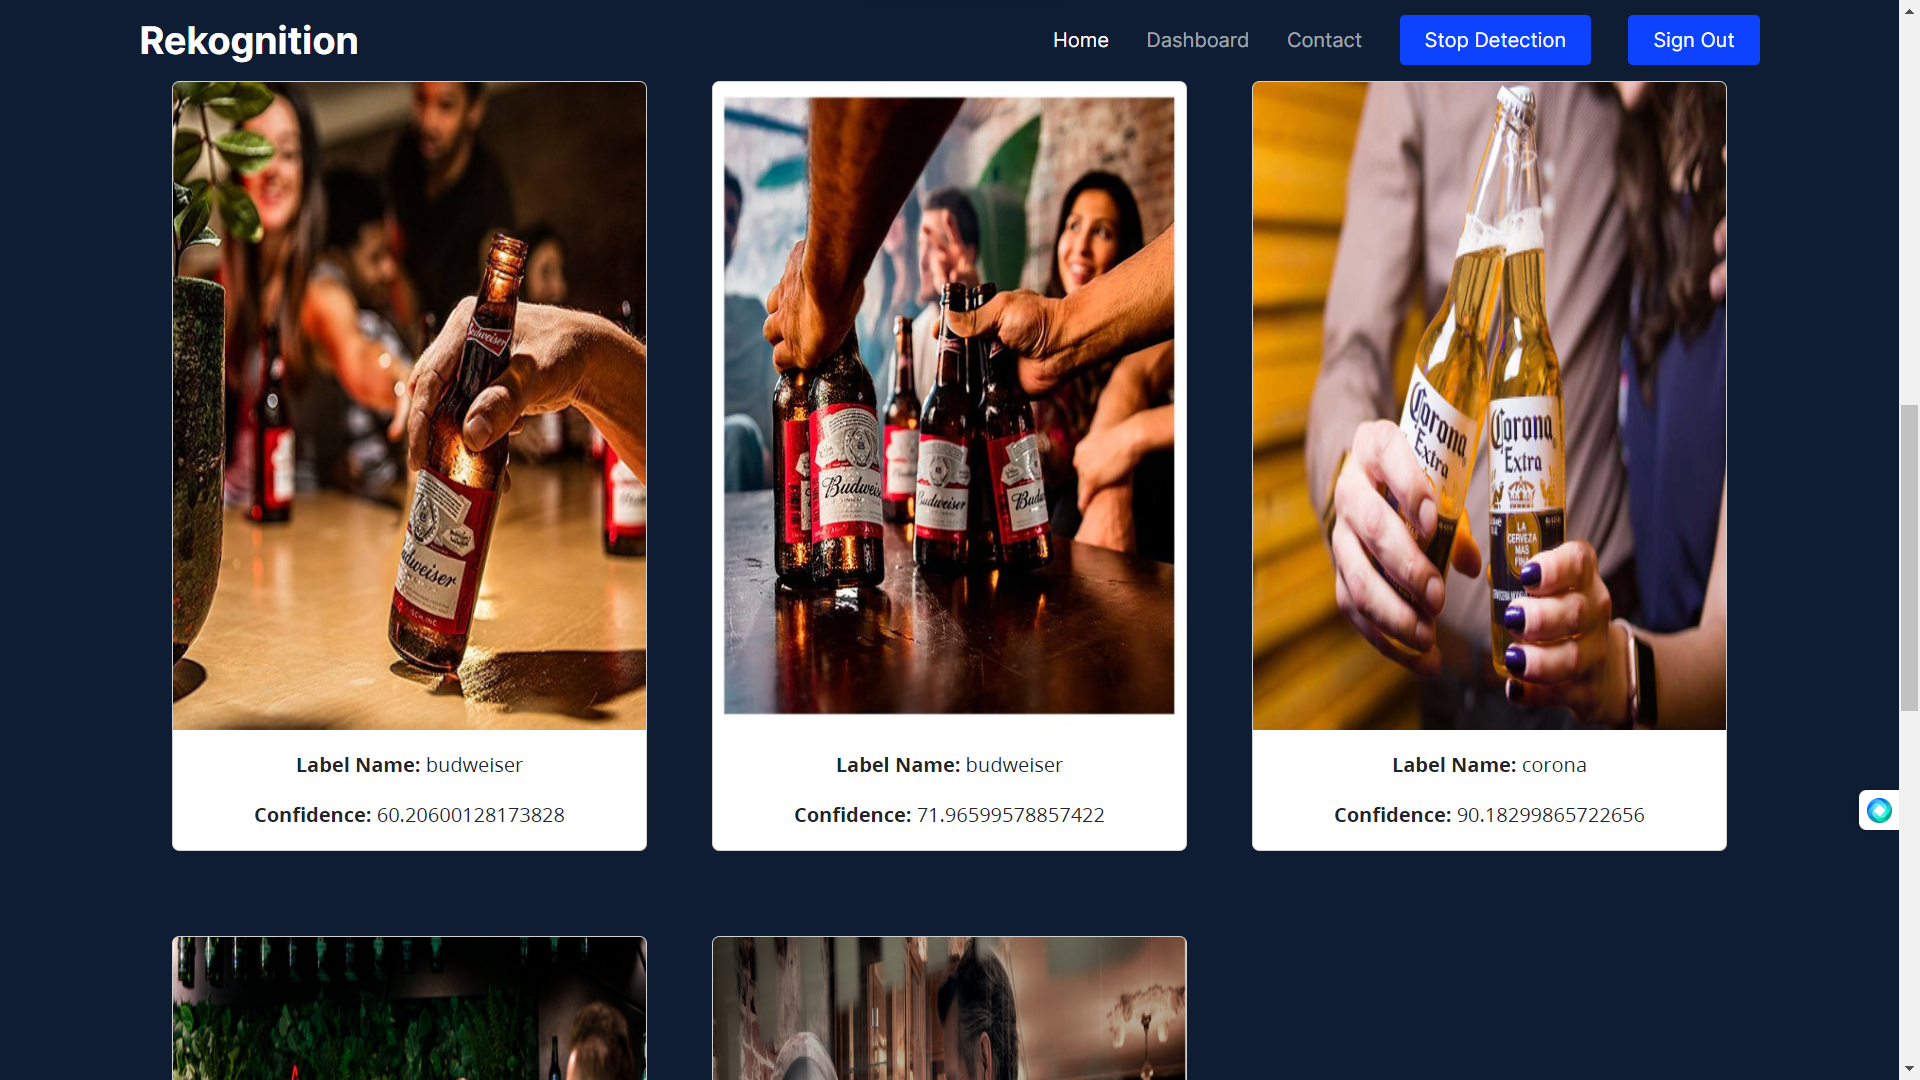 Rekognition
Home
Dashboard
Contact
Stop Detection
Sign Out
Budweiser
Budweiser
Budweiser
Corona
Extra
Corona
Extra
LA
CERVEZA
MAS
FINA
Label Name: budweiser
Confidence: 60.20600128173828
Label Name: budweiser
Confidence: 71.96599578857422
Label Name: corona
Confidence: 90.18299865722656